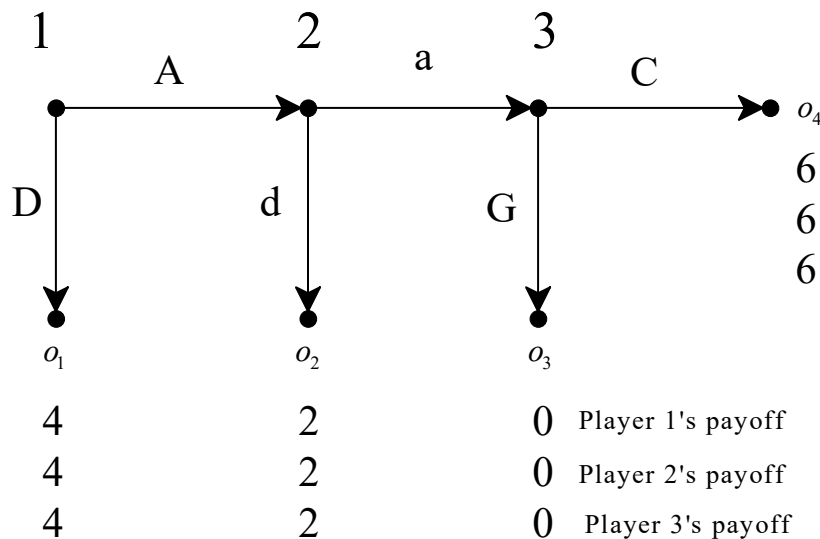 1 2 3
A a C
o₄
D d G
6
6
6
o₁ o₂ o₃
4 2 0 Player 1's payoff
4 2 0 Player 2's payoff
4 2 0 Player 3's payoff